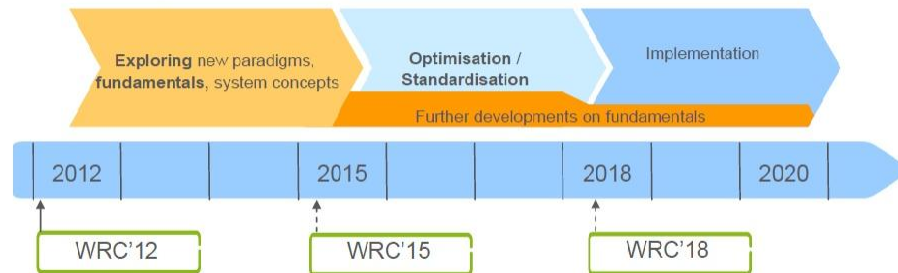 Exploring new paradigms,
fundamentals, system concepts
Optimisation /
Standardisation
Implementation
Further developments on fundamentals
2012
2015
2018
2020
WRC'12
WRC'15
WRC'18